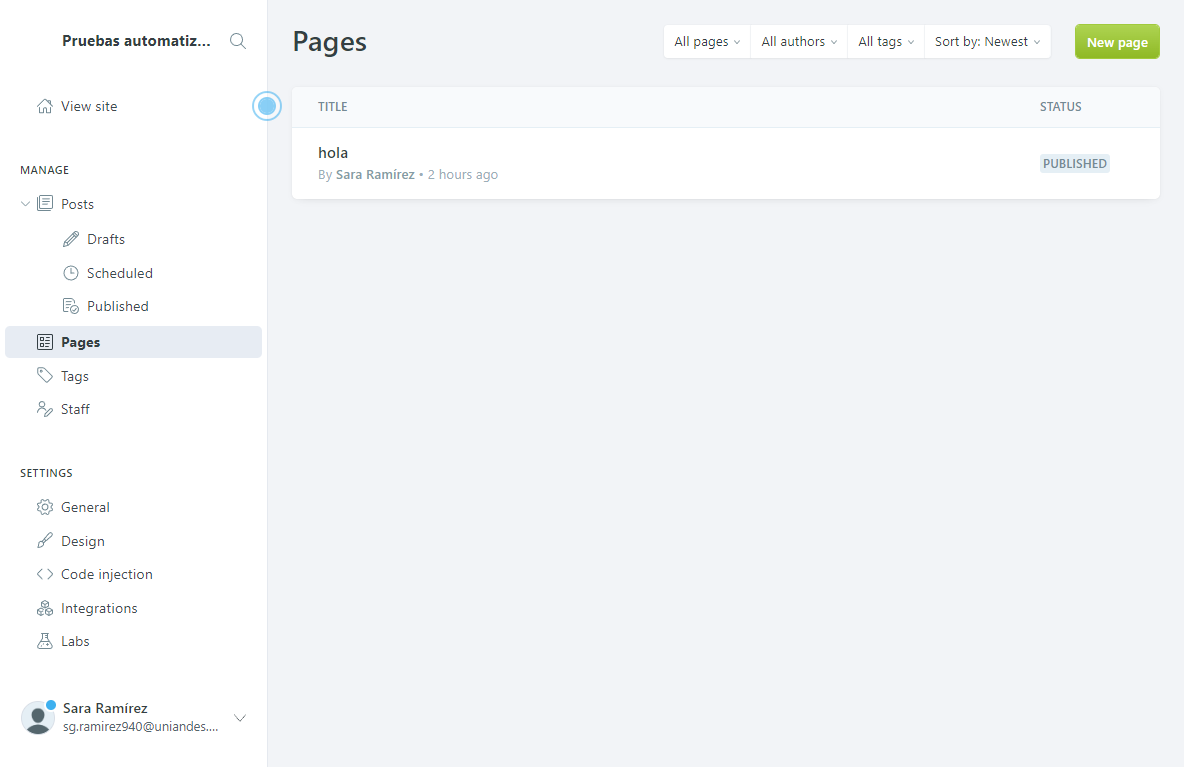 Pruebas automatiz...
View site
MANAGE
Posts
Drafts
Scheduled
Published
Pages
Tags
Staff
SETTINGS
General
Design
Code injection
Integrations
Labs
Sara Ramírez
sg.ramirez940@uniandes....
Pages
All pages
All authors
All tags
Sort by: Newest
New page
TITLE
STATUS
hola
By Sara Ramírez • 2 hours ago
PUBLISHED